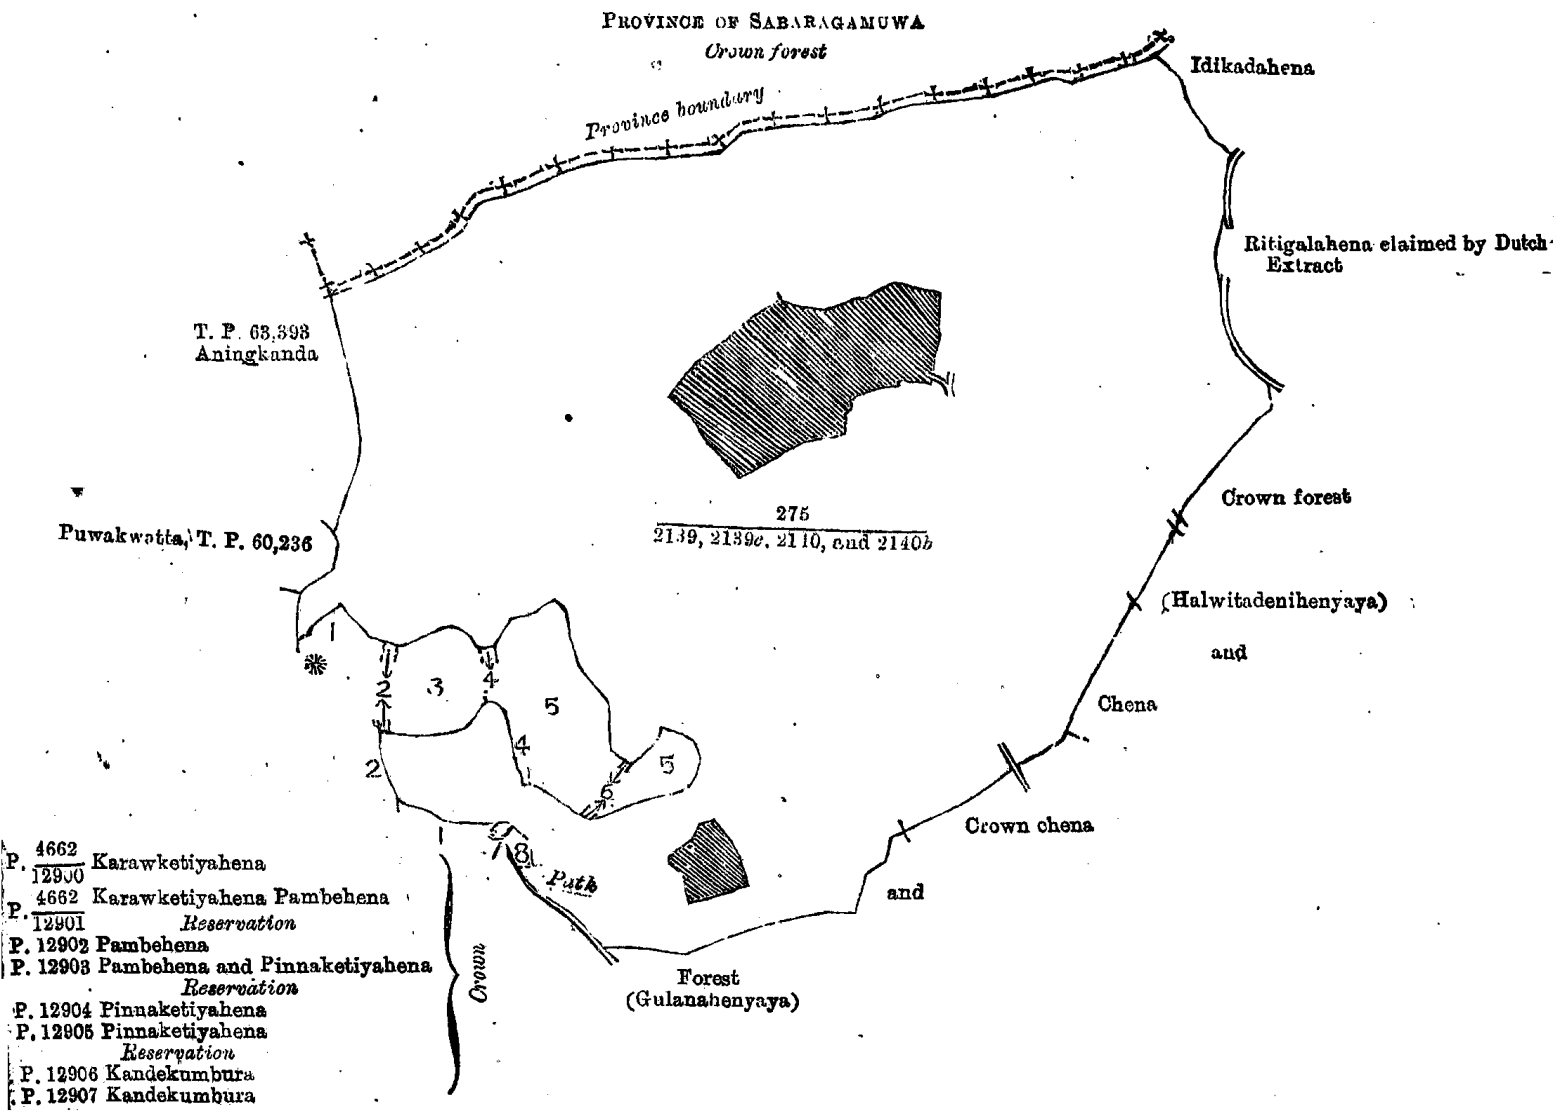 PROVINCE OF SABARAGAMUWA
Crown forest
Province boundary
Idikadahena
Ritigalahena elaimed by Dutch
Extract
T. P. 63,393
Aningkanda
275
2139, 2139c, 2110, and 2140b
Crown forest
Puwakwatta, T. P. 60,236
(Halwitadenihenyaya)
and
1
2
3
4
5
Chena
4
2
5
6
Crown chena
1
8
Path
and
P. 4662
12900 Karawketiyahena
P. 4662
12901 Karawketiyahena Pambehena
Reservation
P. 12902 Pambehena
P. 12903 Pambehena and Pinnaketiyahena
Reservation
P. 12904 Pinnaketiyahena
P. 12905 Pinnaketiyahena
Reservation
P. 12906 Kandekumbura
P. 12907 Kandekumbura
Crown
Forest
(Gulanahenyaya)